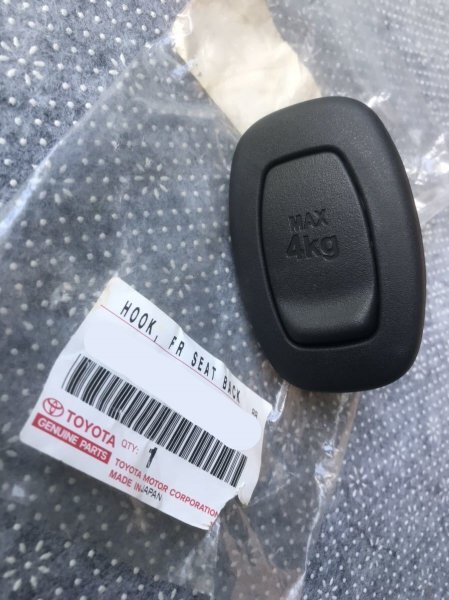 MAX
4kg
HOOK, FR SEAT BACK
TOYOTA QTY: 1
GENUINE PARTS
TOYOTA MOTOR CORPORATION
MADE IN JAPAN